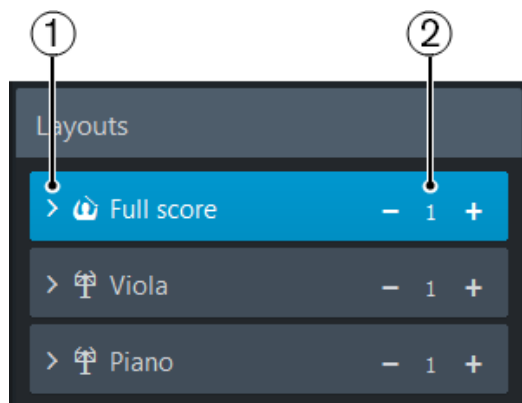 1 2
Layouts
Full score – 1 +
Viola – 1 +
Piano – 1 +